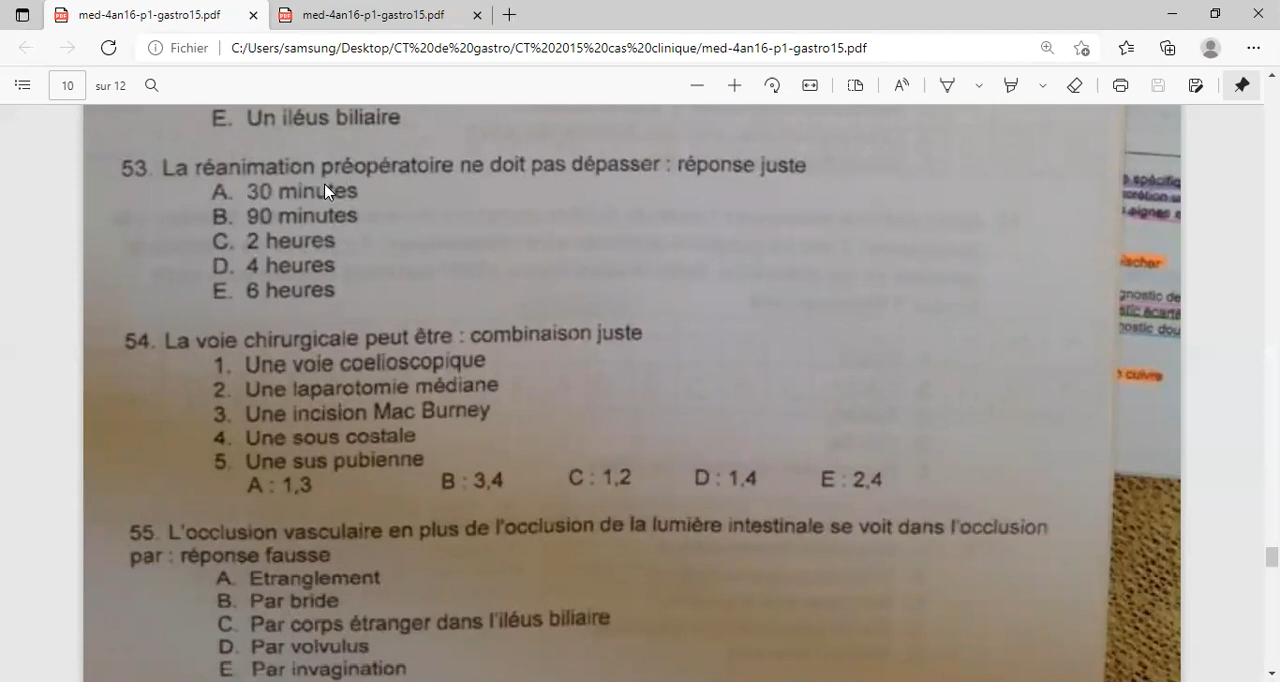 med-4an16-p1-gastro15.pdf
med-4an16-p1-gastro15.pdf
Fichier
C:/Users/samsung/Desktop/CT%20de%20gastro/CT%202015%20cas%20clinique/med-4an16-p1-gastro15.pdf
10 sur 12
E. Un iléus biliaire
53. La réanimation préopératoire ne doit pas dépasser : réponse juste
A. 30 minutes
B. 90 minutes
C. 2 heures
D. 4 heures
E. 6 heures
54. La voie chirurgicale peut être : combinaison juste
1. Une voie coelioscopique
2. Une laparotomie médiane
3. Une incision Mac Burney
4. Une sous costale
5. Une sus pubienne
A : 1,3 B : 3,4 C : 1,2 D : 1,4 E : 2,4
55. L'occlusion vasculaire en plus de l'occlusion de la lumière intestinale se voit dans l'occlusion
par : réponse fausse
A. Etranglement
B. Par bride
C. Par corps étranger dans l'iléus biliaire
D. Par volvulus
E Par invagination
cuivre